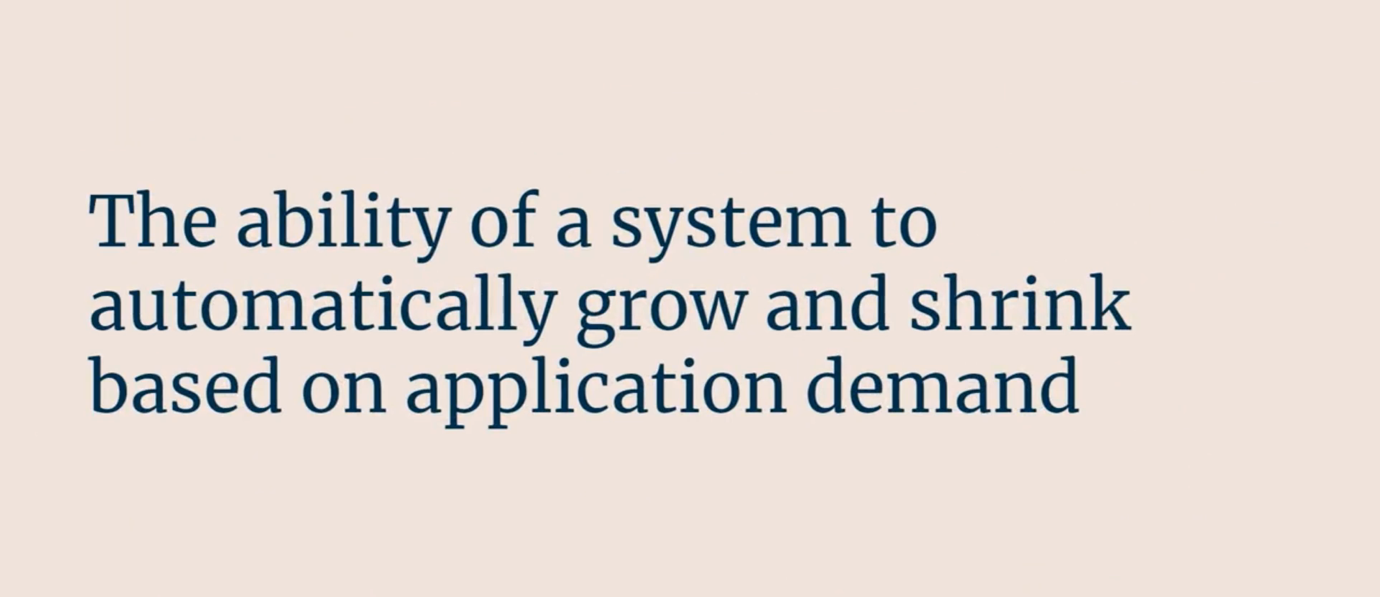 The ability of a system to
automatically grow and shrink
based on application demand